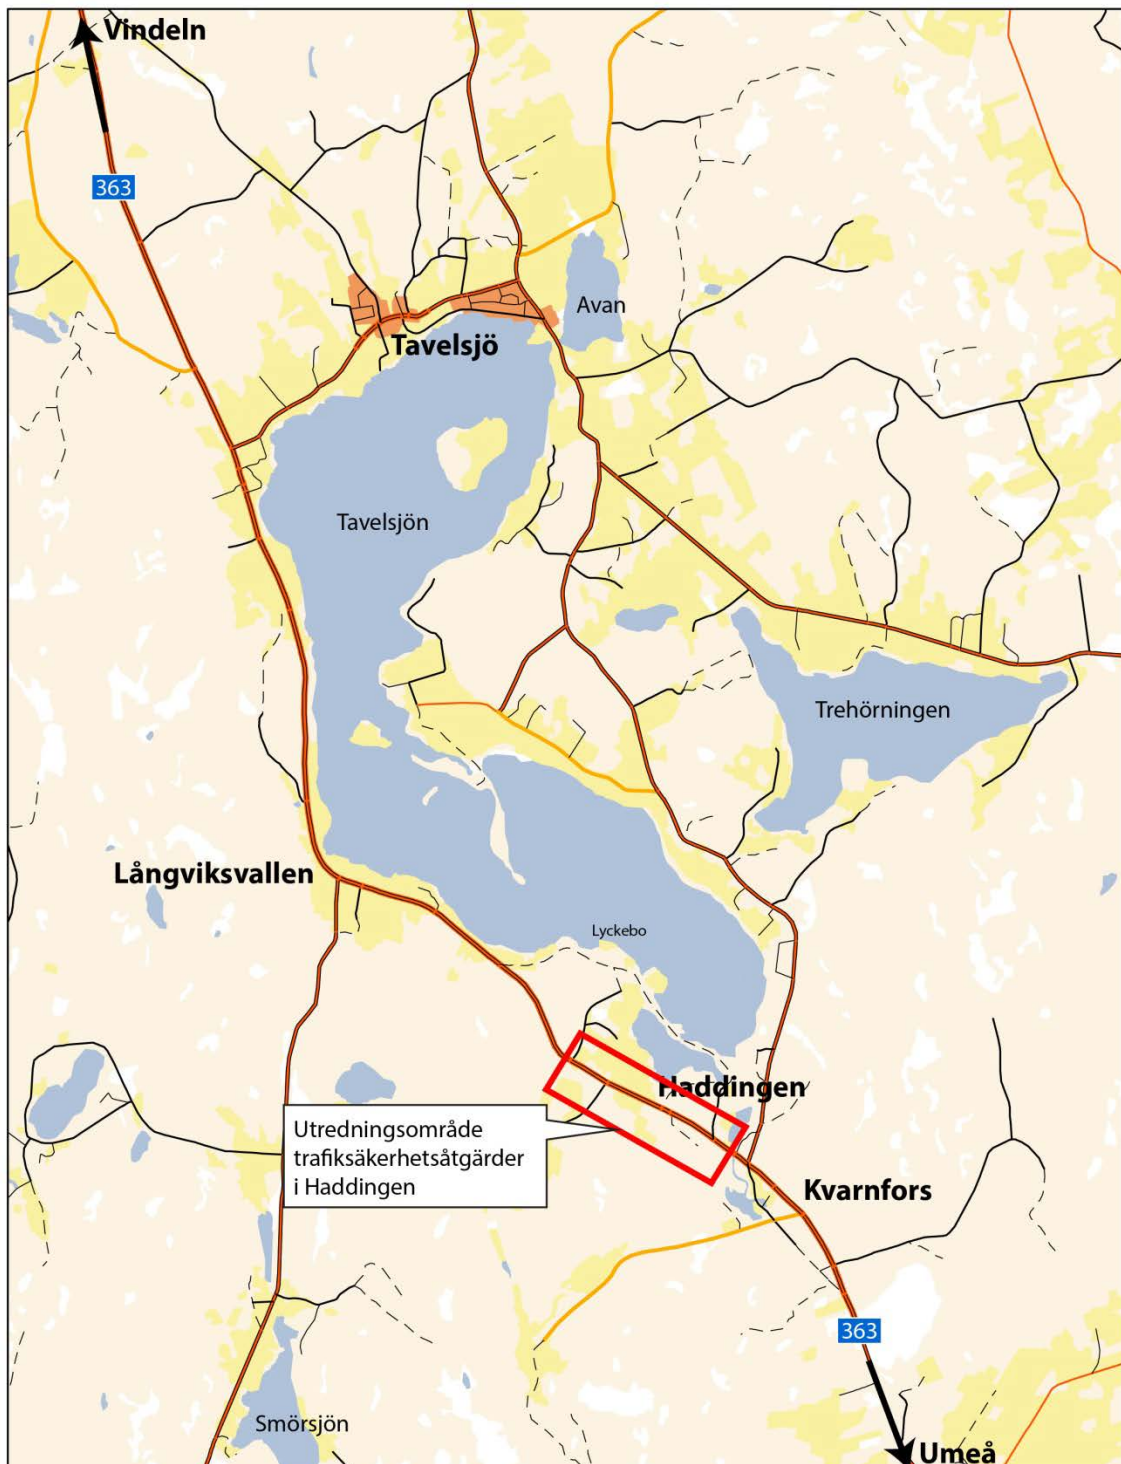 Vindeln
363
Avan
Tavelsjö
Tavelsjön
Trehörningen
Långviksvallen
Lyckebo
Haddingen
Utredningsområde
trafiksäkerhetsåtgärder
i Haddingen
Kvarnfors
363
Smörsjön
Umeå